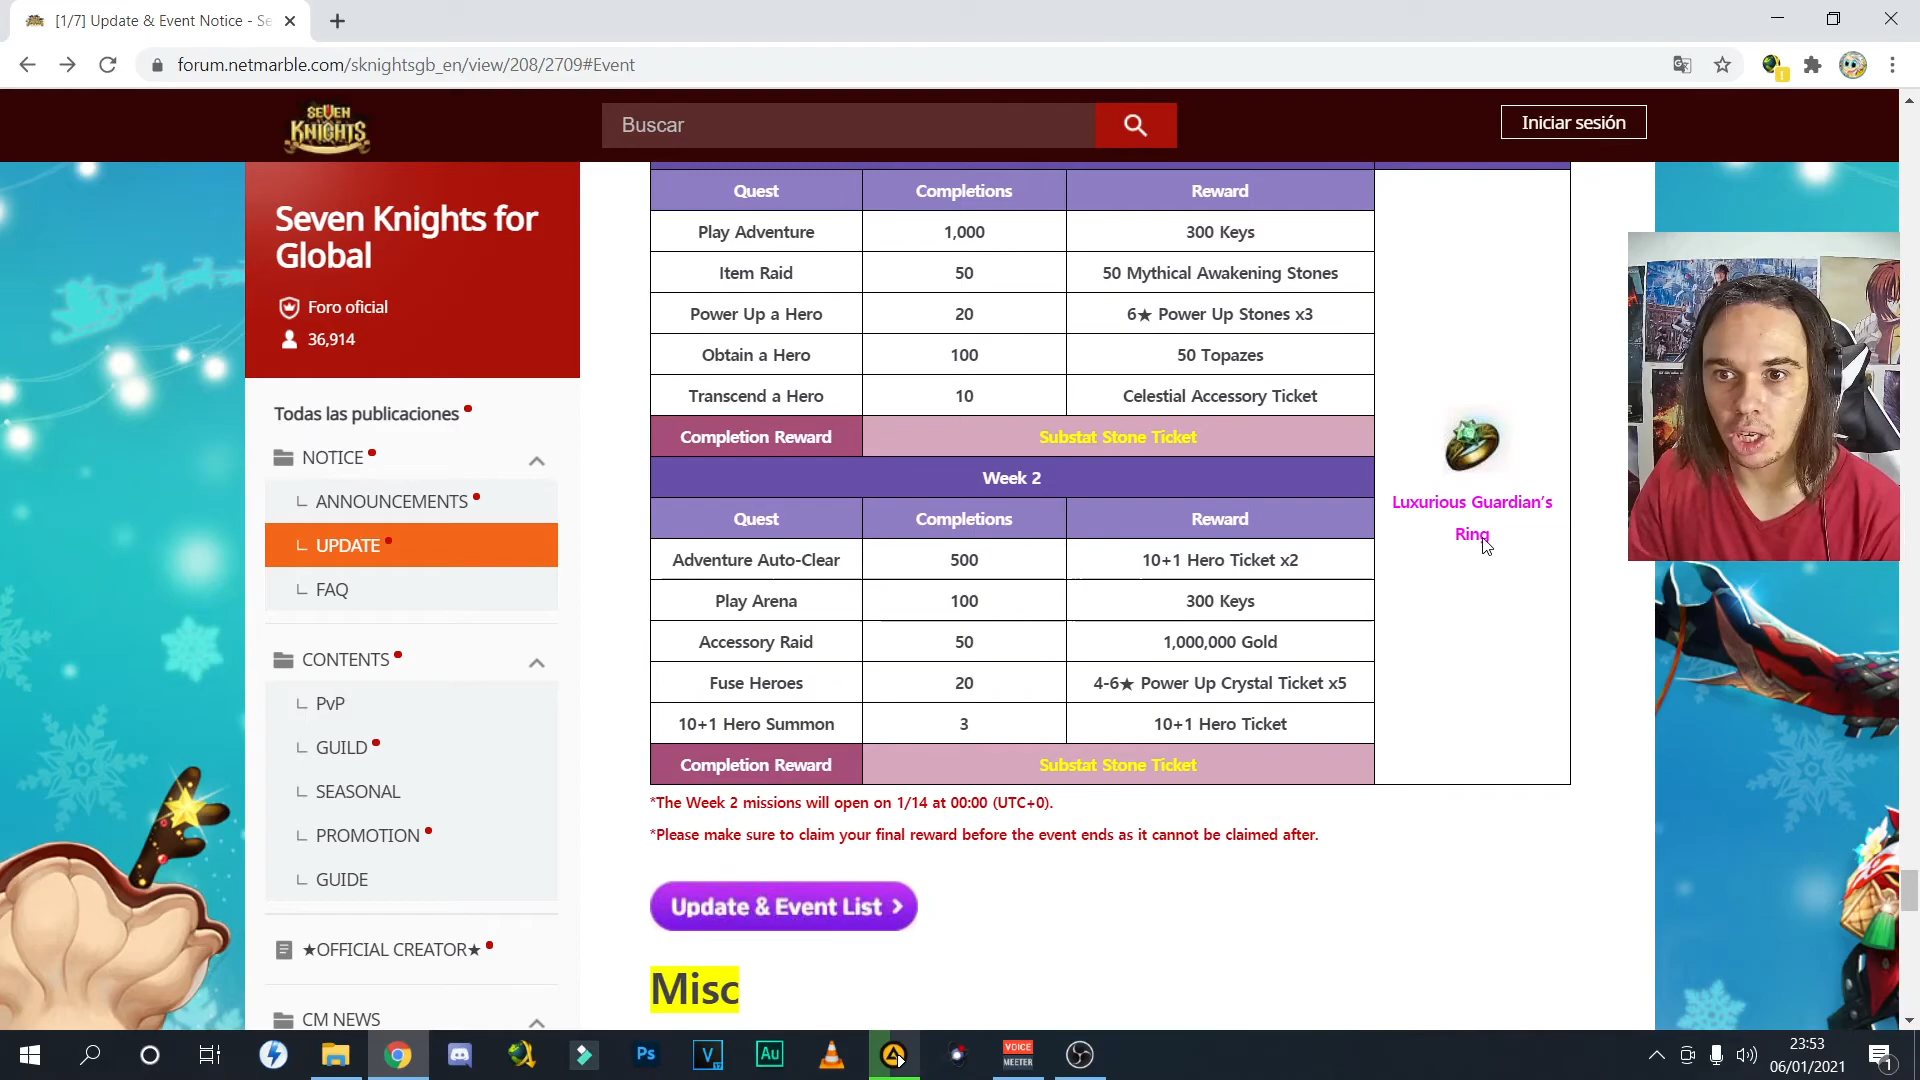 [1/7] Update & Event Notice - Se
forum.netmarble.com/sknightsgb_en/view/208/2709#Event
SEVEN
KNIGHTS
Buscar
Iniciar sesión
Seven Knights for
Global
Foro oficial
36,914
Todas las publicaciones
NOTICE
ANNOUNCEMENTS
UPDATE
FAQ
CONTENTS
PvP
GUILD
SEASONAL
PROMOTION
GUIDE
★OFFICIAL CREATOR★
CM NEWS
Quest Completions Reward
Play Adventure 1,000 300 Keys
Item Raid 50 50 Mythical Awakening Stones
Power Up a Hero 20 6★ Power Up Stones x3
Obtain a Hero 100 50 Topazes
Transcend a Hero 10 Celestial Accessory Ticket
Completion Reward Substat Stone Ticket
Week 2
Quest Completions Reward
Adventure Auto-Clear 500 10+1 Hero Ticket x2
Play Arena 100 300 Keys
Accessory Raid 50 1,000,000 Gold
Fuse Heroes 20 4-6★ Power Up Crystal Ticket x5
10+1 Hero Summon 3 10+1 Hero Ticket
Completion Reward Substat Stone Ticket
Luxurious Guardian's
Ring
*The Week 2 missions will open on 1/14 at 00:00 (UTC+0).
*Please make sure to claim your final reward before the event ends as it cannot be claimed after.
Update & Event List >
Misc
Ps
V
Au
VOICE
MEETER
23:53
06/01/2021
1